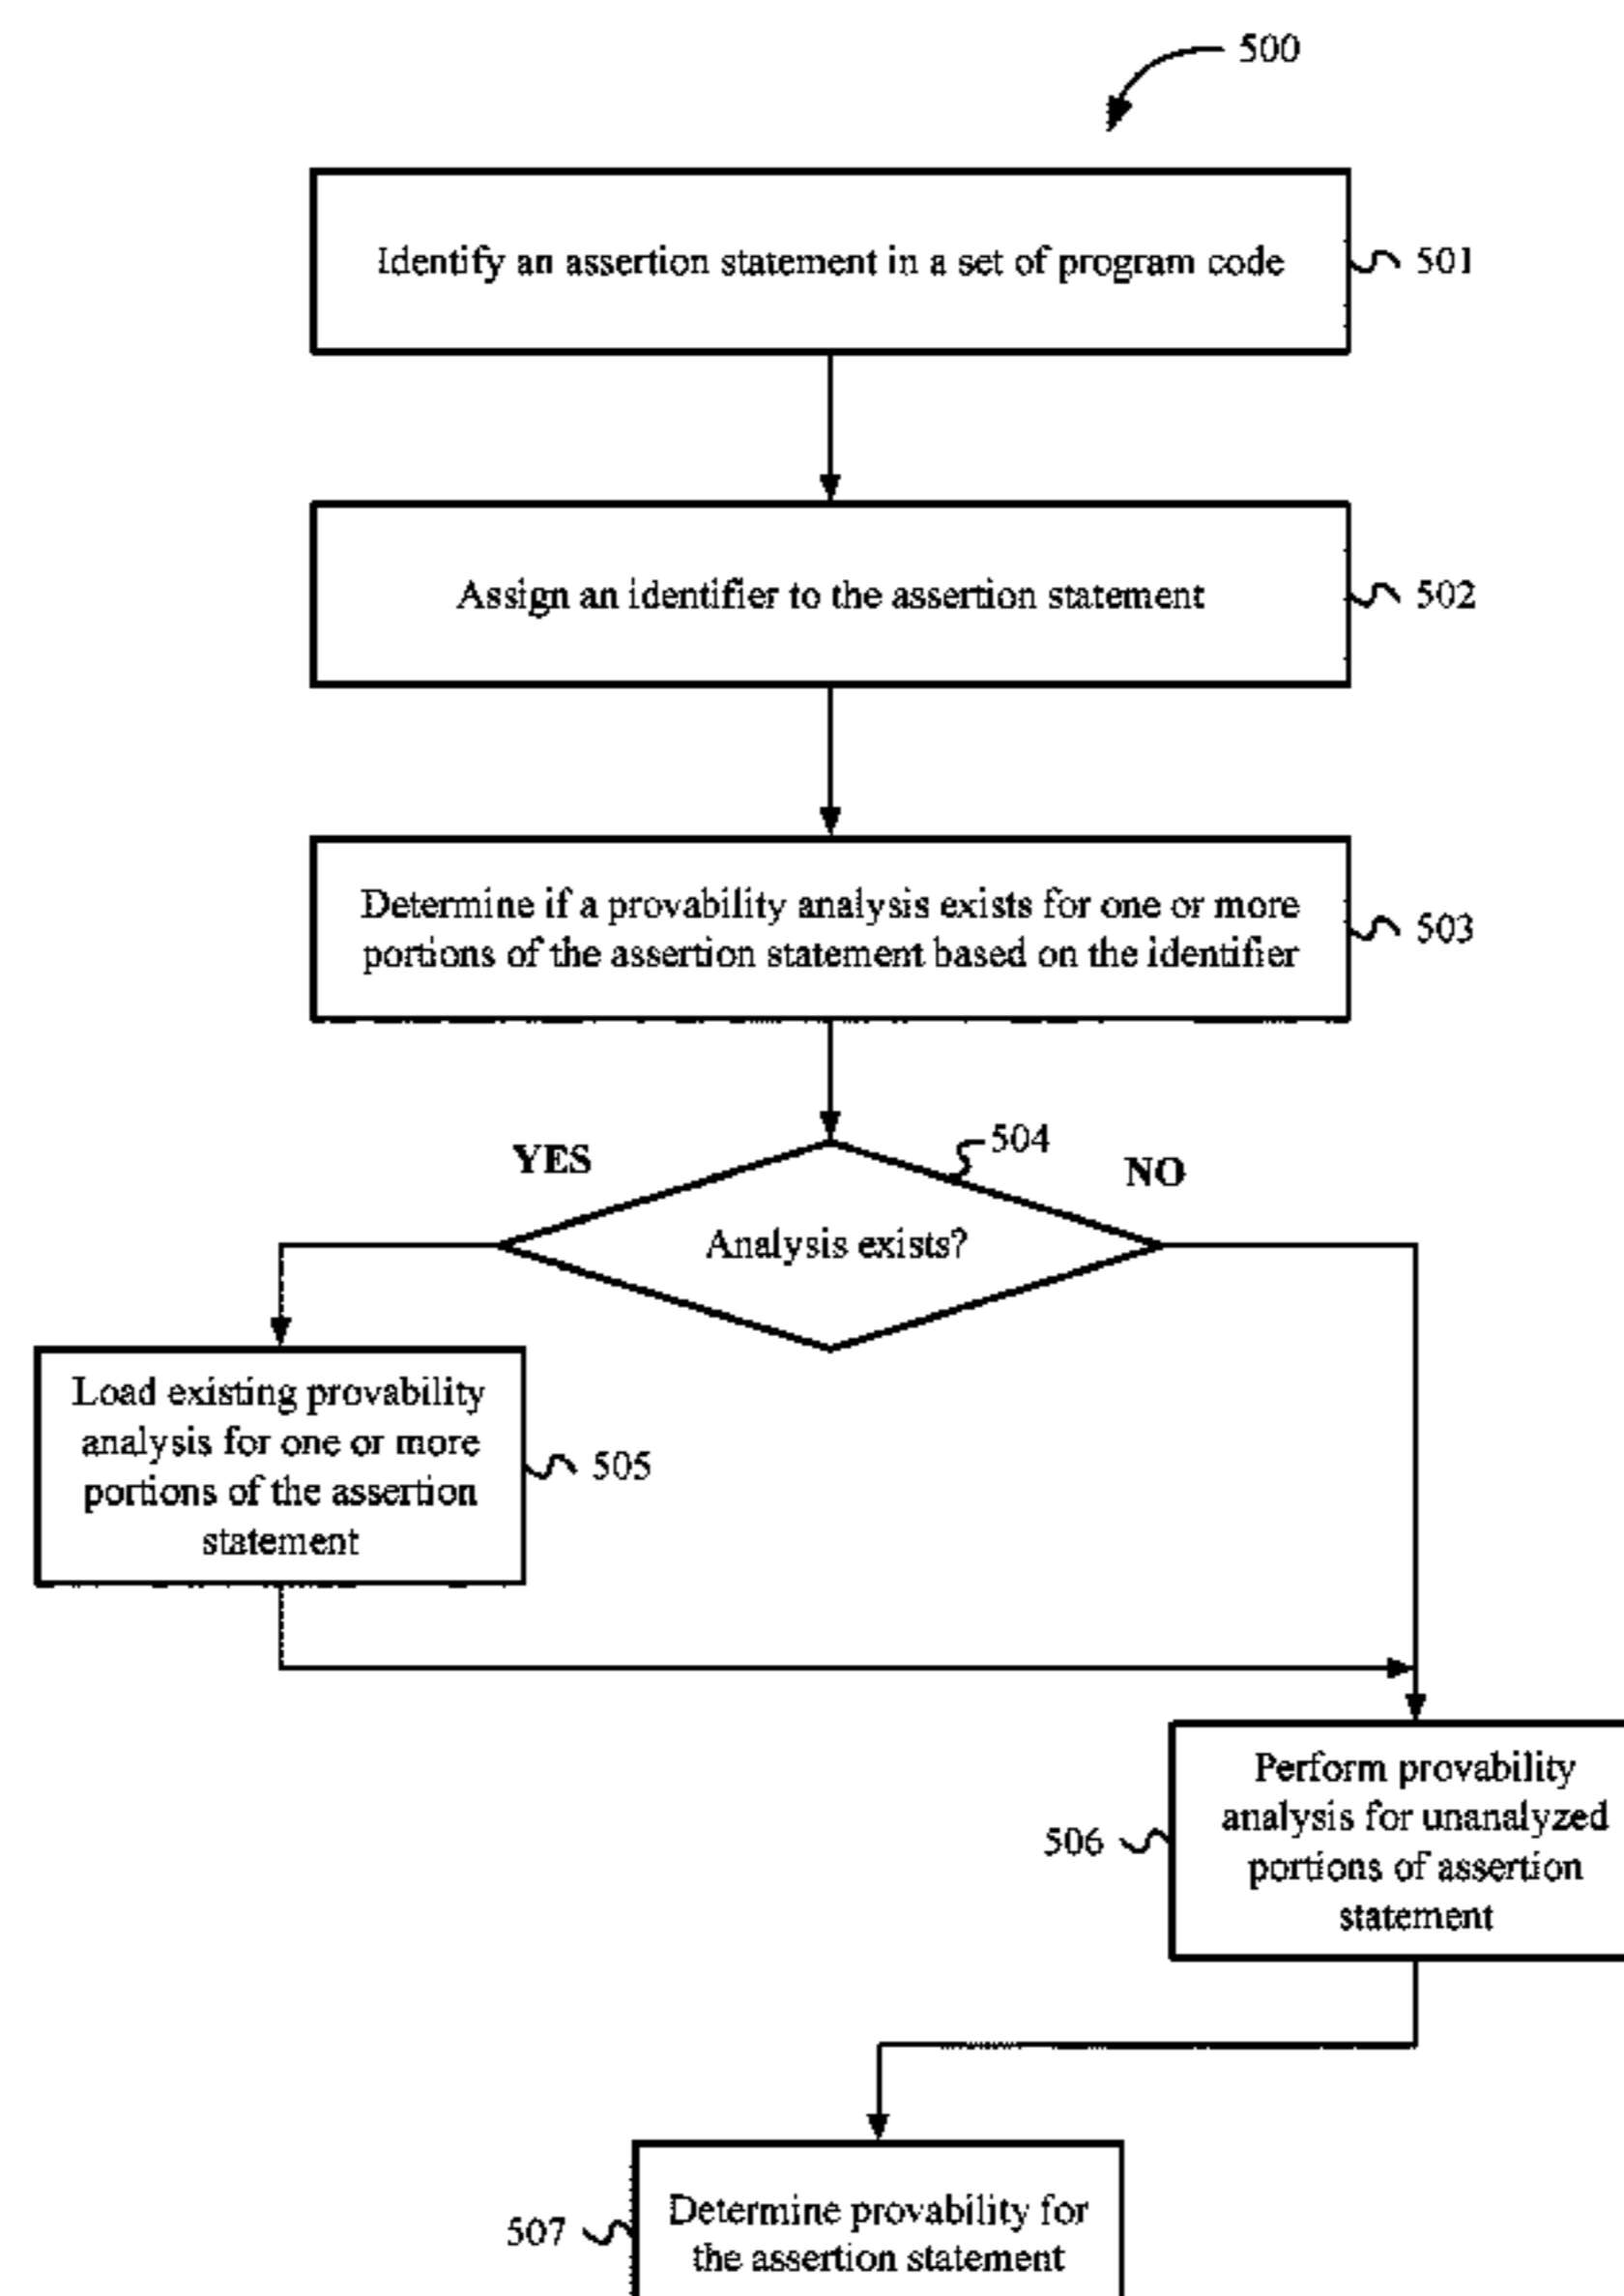 500
Identify an assertion statement in a set of program code
501
Assign an identifier to the assertion statement
502
Determine if a provability analysis exists for one or more
portions of the assertion statement based on the identifier
503
504
YES
NO
Analysis exists?
Load existing provability
analysis for one or more
portions of the assertion
statement
505
Perform provability
analysis for unanalyzed
portions of assertion
statement
506
Determine provability for
the assertion statement
507